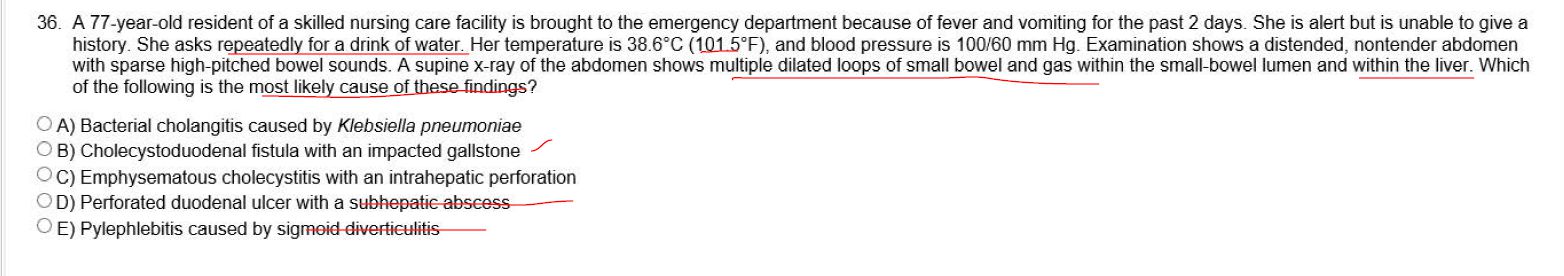 36. A 77-year-old resident of a skilled nursing care facility is brought to the emergency department because of fever and vomiting for the past 2 days. She is alert but is unable to give a
history. She asks repeatedly for a drink of water. Her temperature is 38.6°C (101.5°F), and blood pressure is 100/60 mm Hg. Examination shows a distended, nontender abdomen
with sparse high-pitched bowel sounds. A supine x-ray of the abdomen shows multiple dilated loops of small bowel and gas within the small-bowel lumen and within the liver. Which
of the following is the most likely cause of these findings?
A) Bacterial cholangitis caused by Klebsiella pneumoniae
B) Cholecystoduodenal fistula with an impacted gallstone
C) Emphysematous cholecystitis with an intrahepatic perforation
D) Perforated duodenal ulcer with a subhepatic abscess
E) Pylephlebitis caused by sigmoid diverticulitis